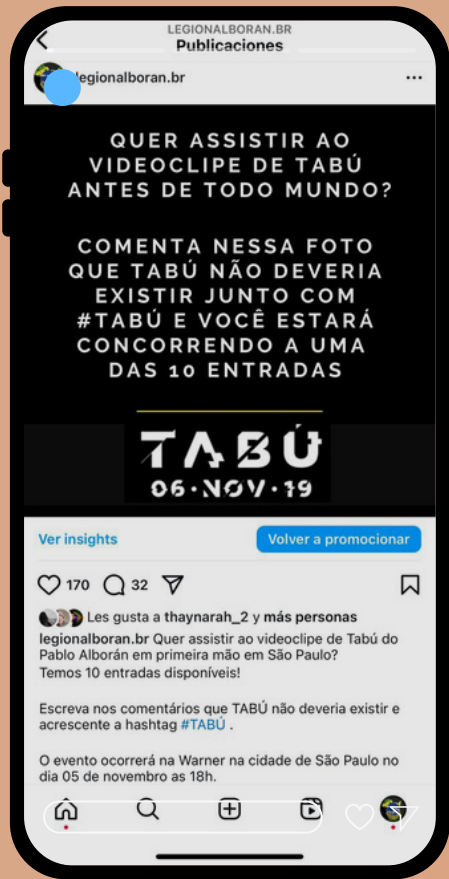 LEGIONALBORAN.BR
Publicaciones
legionalboran.br
QUER ASSISTIR AO
VIDEOCLIPE DE TABÚ
ANTES DE TODO MUNDO?
COMENTA NESSA FOTO
QUE TABÚ NÃO DEVERIA
EXISTIR JUNTO COM
#TABÚ E VOCÊ ESTARÁ
CONCORRENDO A UMA
DAS 10 ENTRADAS
TABÚ
06·NOV·19
Ver insights
Volver a promocionar
170 32
Les gusta a thaynarah_2 y más personas
legionalboran.br Quer assistir ao videoclipe de Tabú do
Pablo Alborán em primeira mão em São Paulo?
Temos 10 entradas disponíveis!
Escreva nos comentários que TABÚ não deveria existir e
acrescente a hashtag #TABÚ .
O evento ocorrerá na Warner na cidade de São Paulo no
dia 05 de novembro as 18h.